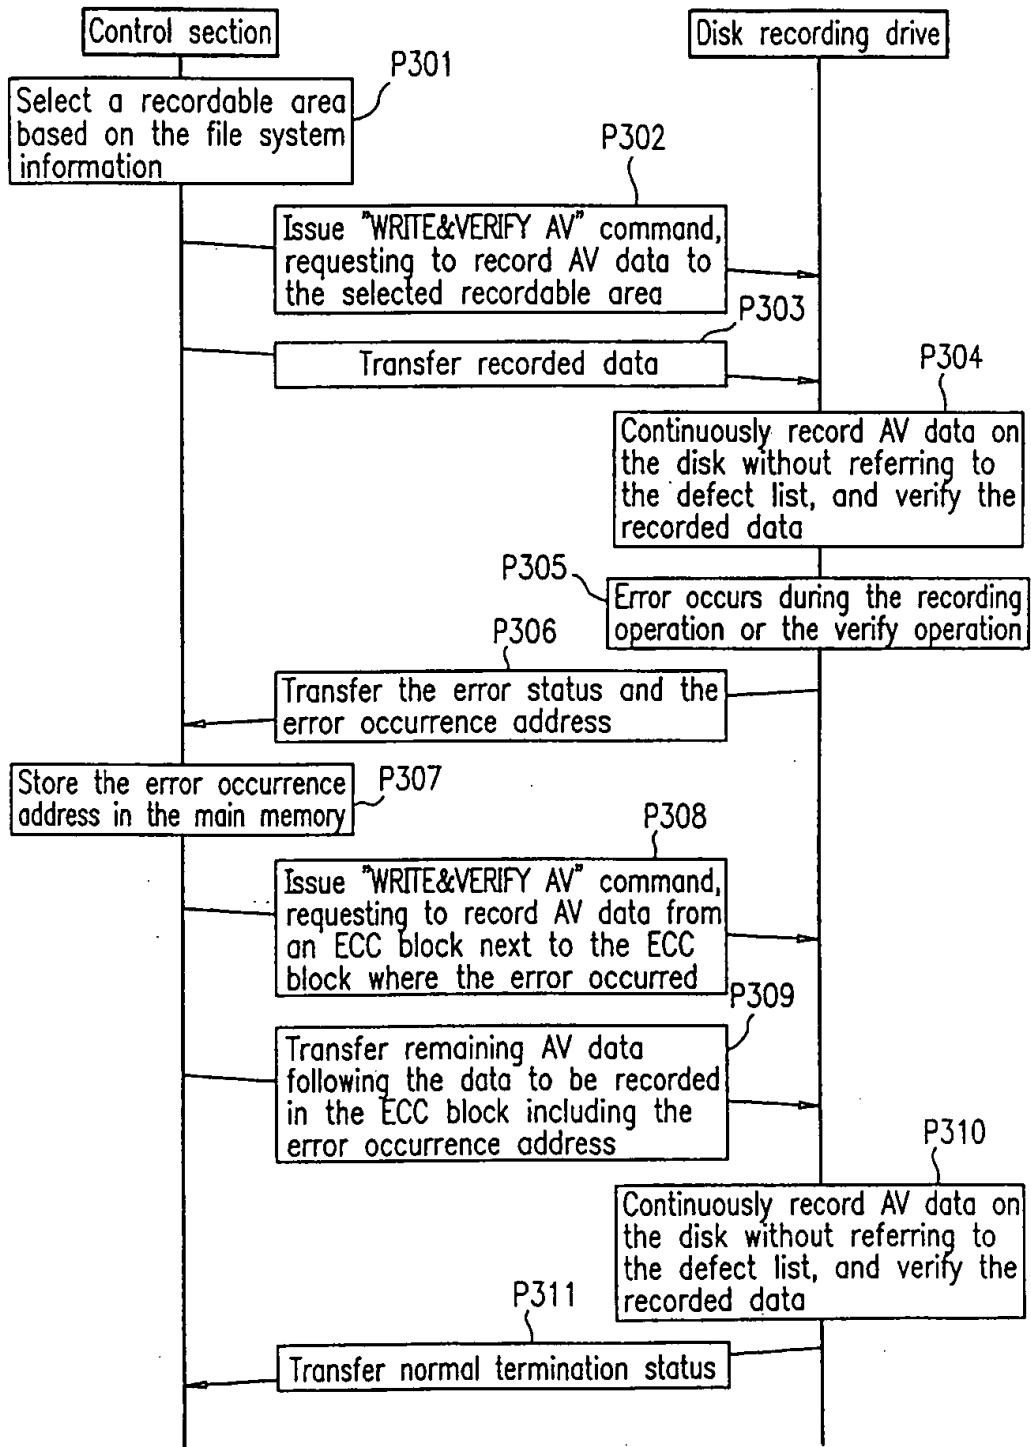 Control section
Disk recording drive
P301
Select a recordable area
based on the file system
information
P302
Issue "WRITE&VERIFY AV" command,
requesting to record AV data to
the selected recordable area
P303
Transfer recorded data
P304
Continuously record AV data on
the disk without referring to
the defect list, and verify the
recorded data
P305
Error occurs during the recording
operation or the verify operation
P306
Transfer the error status and the
error occurrence address
P307
Store the error occurrence
address in the main memory
P308
Issue "WRITE&VERIFY AV" command,
requesting to record AV data from
an ECC block next to the ECC
block where the error occurred
P309
Transfer remaining AV data
following the data to be recorded
in the ECC block including the
error occurrence address
P310
Continuously record AV data on
the disk without referring to
the defect list, and verify the
recorded data
P311
Transfer normal termination status